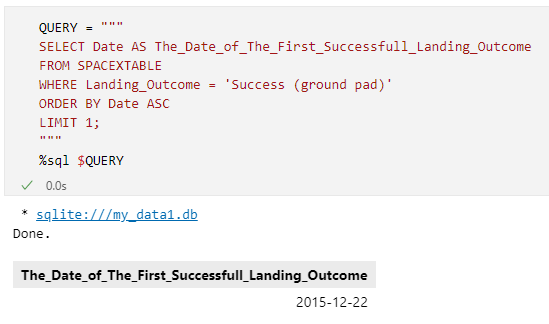 QUERY = """
SELECT Date AS The_Date_of_The_First_Successfull_Landing_Outcome
FROM SPACEXTABLE
WHERE Landing_Outcome = 'Success (ground pad)'
ORDER BY Date ASC
LIMIT 1;
"""
%sql $QUERY
0.0s
* sqlite:///my_data1.db
Done.
The_Date_of_The_First_Successfull_Landing_Outcome
2015-12-22